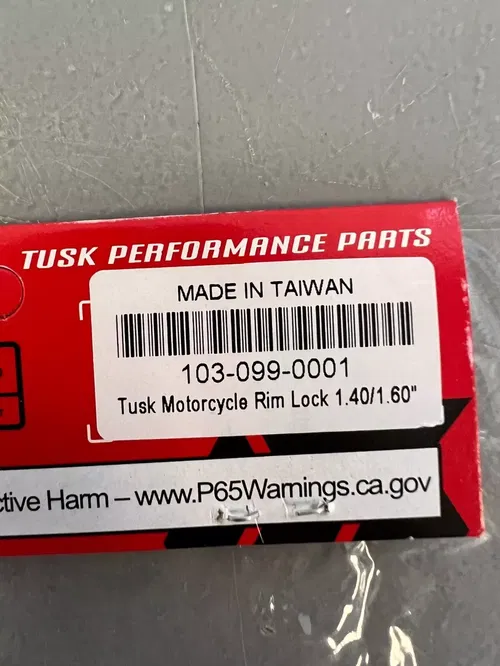 TUSK PERFORMANCE PARTS
MADE IN TAIWAN
103-099-0001
Tusk Motorcycle Rim Lock 1.40/1.60"
ctive Harm – www.P65Warnings.ca.gov